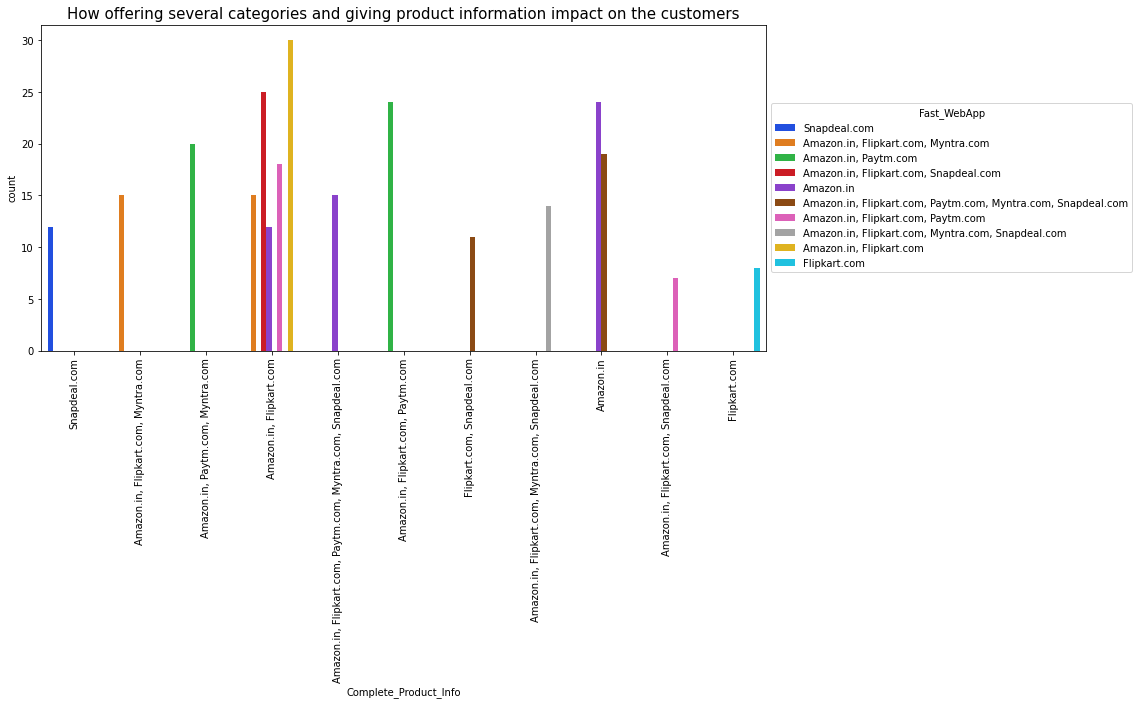 How offering several categories and giving product information impact on the customers
count
30
25
20
15
10
5
0
Snapdeal.com
Amazon.in, Flipkart.com, Myntra.com
Amazon.in, Paytm.com, Myntra.com
Amazon.in, Flipkart.com
Amazon.in, Flipkart.com, Paytm.com, Myntra.com, Snapdeal.com
Amazon.in, Flipkart.com, Paytm.com
Flipkart.com, Snapdeal.com
Amazon.in, Flipkart.com, Myntra.com, Snapdeal.com
Amazon.in
Amazon.in, Flipkart.com, Snapdeal.com
Flipkart.com
Complete_Product_Info
Fast_WebApp
Snapdeal.com
Amazon.in, Flipkart.com, Myntra.com
Amazon.in, Paytm.com
Amazon.in, Flipkart.com, Snapdeal.com
Amazon.in
Amazon.in, Flipkart.com, Paytm.com, Myntra.com, Snapdeal.com
Amazon.in, Flipkart.com, Paytm.com
Amazon.in, Flipkart.com, Myntra.com, Snapdeal.com
Amazon.in, Flipkart.com
Flipkart.com